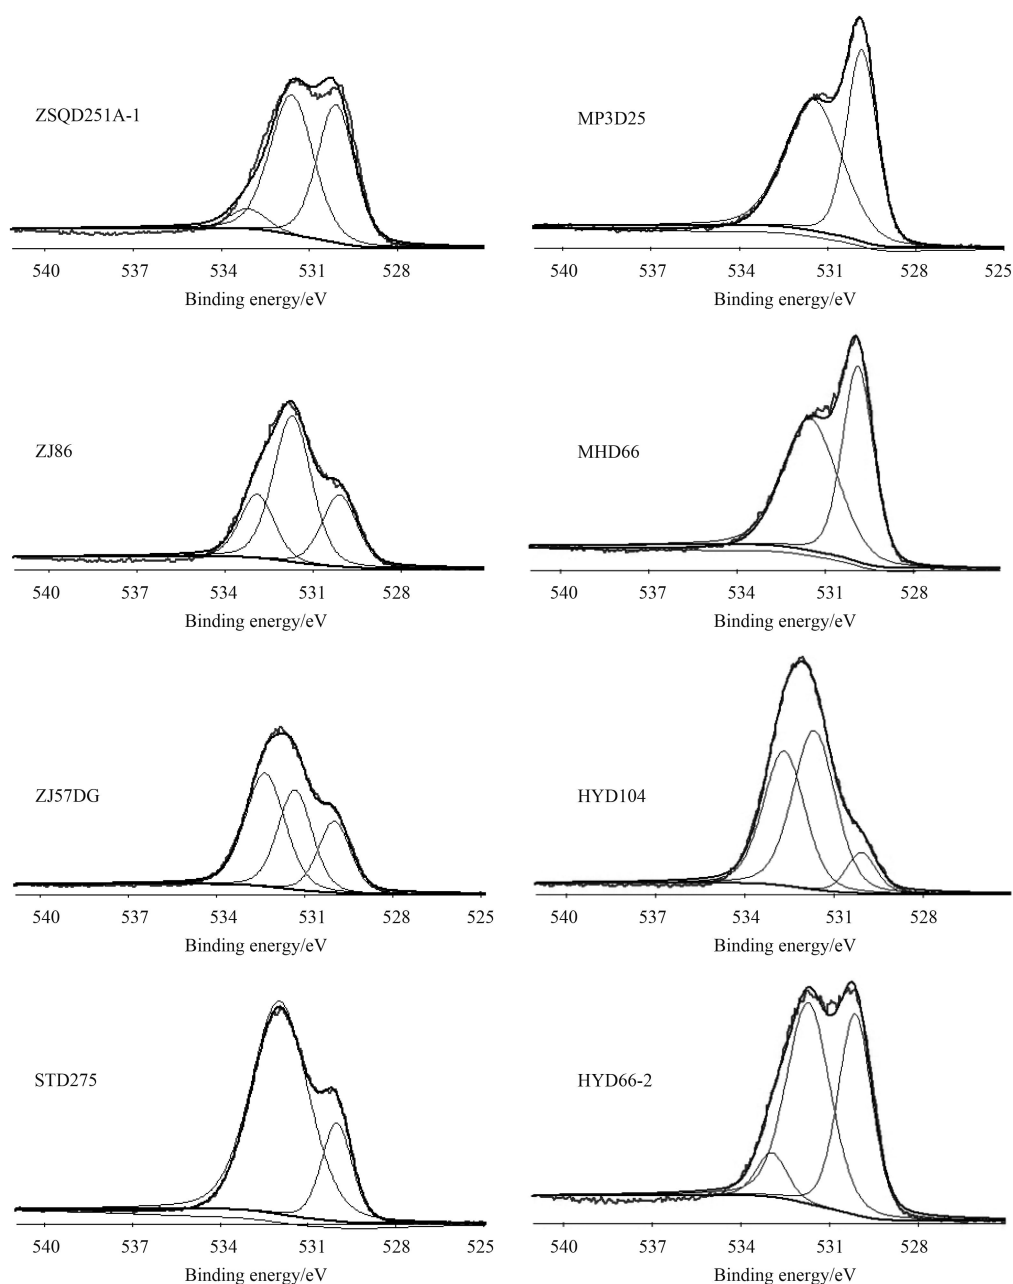 ZSQD251A-1
540 537 534 531 528
Binding energy/eV
MP3D25
540 537 534 531 528 525
Binding energy/eV
ZJ86
540 537 534 531 528
Binding energy/eV
MHD66
540 537 534 531 528
Binding energy/eV
ZJ57DG
540 537 534 531 528 525
Binding energy/eV
HYD104
540 534 531 528
Binding energy/eV
STD275
540 537 534 531 528 525
Binding energy/eV
HYD66-2
540 537 534 531 528
Binding energy/eV